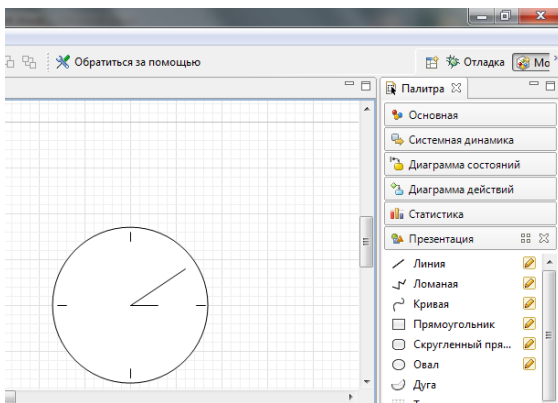 Обратиться за помощью
Отладка
Мо
Палитра
Основная
Системная динамика
Диаграмма состояний
Диаграмма действий
Статистика
Презентация
Линия
Ломаная
Кривая
Прямоугольник
Скругленный пря...
Овал
Дуга